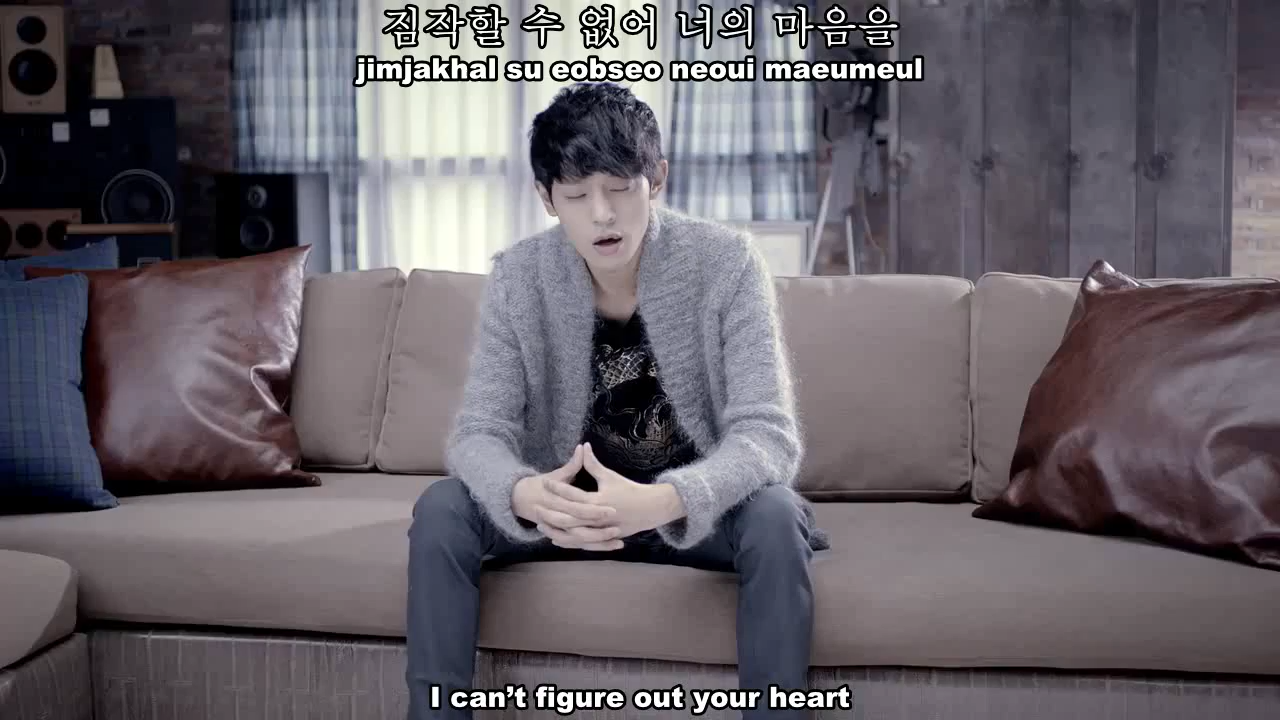 짐작할 수 없어 너의 마음을
jimjakhal su eobseo neoui maeumeul
I can't figure out your heart